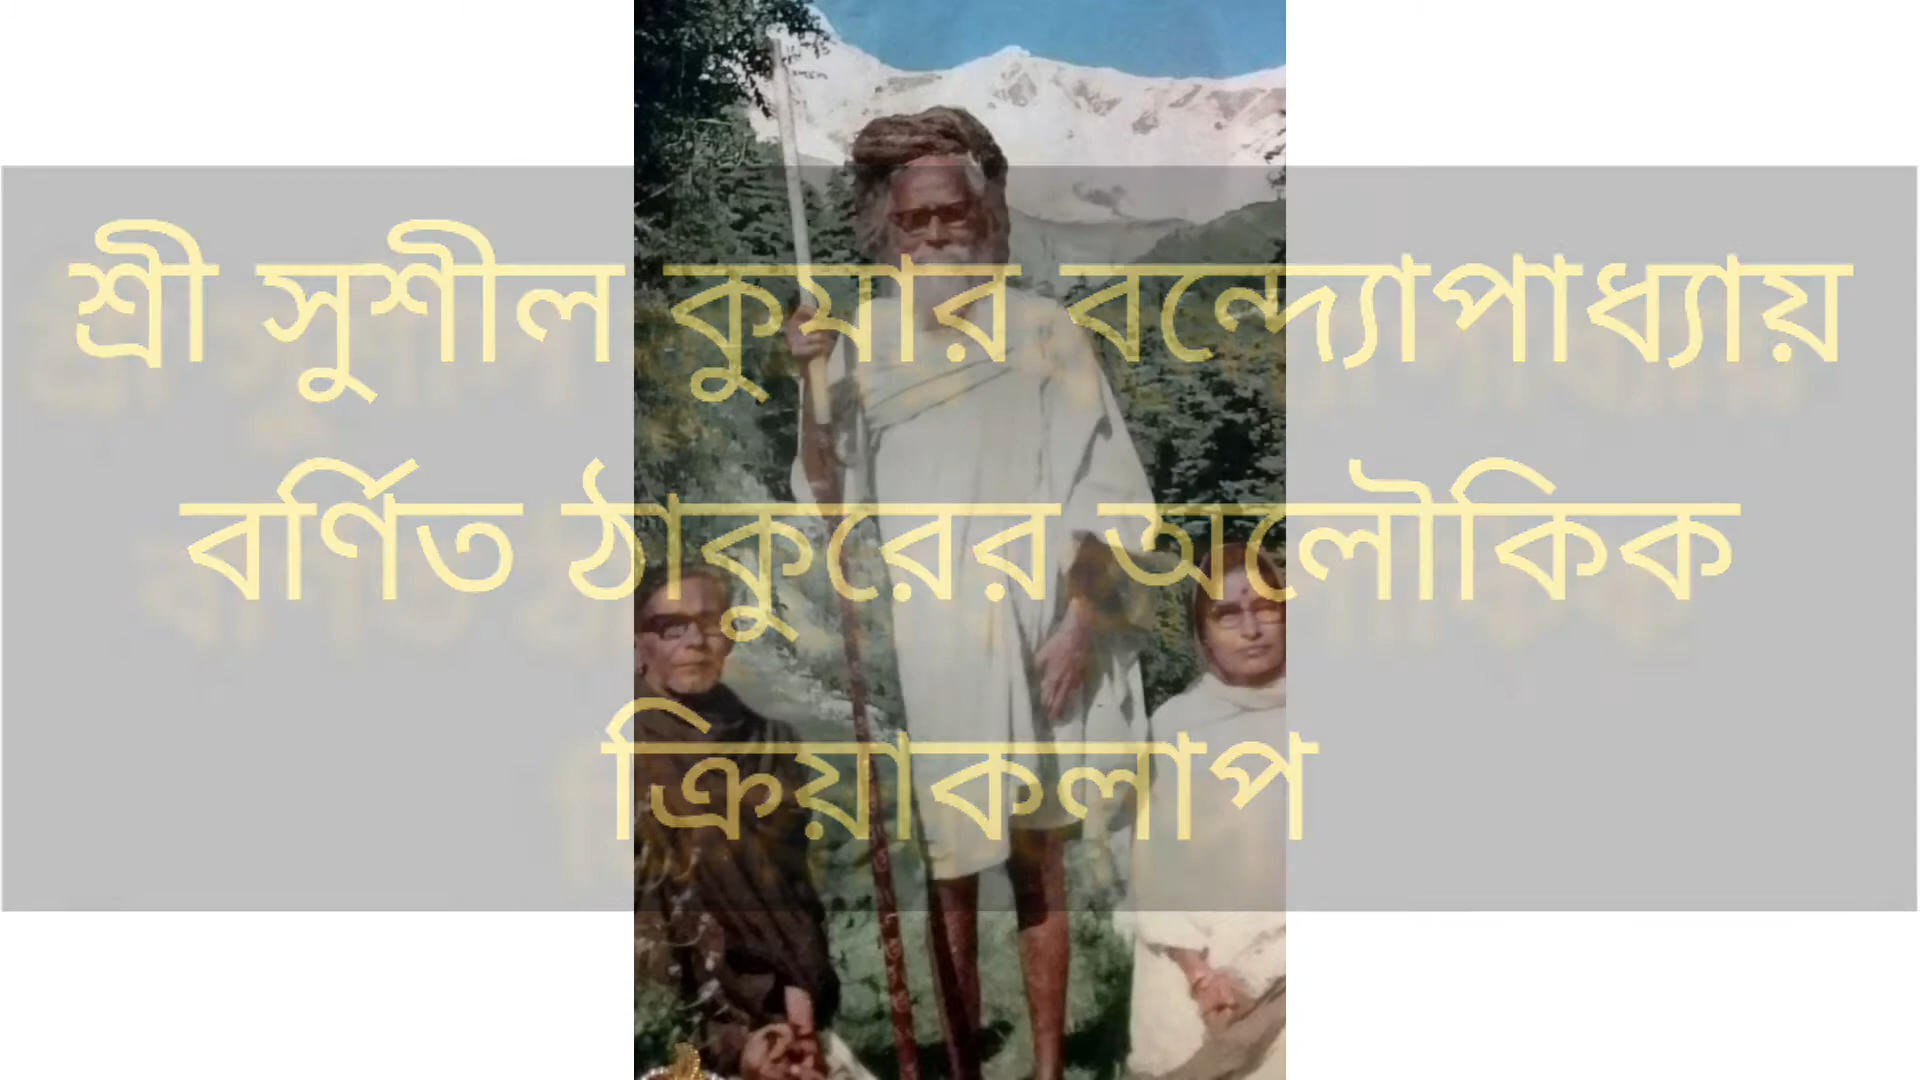 শ্রী সুশীল কুমার বন্দ্যোপাধ্যায়
বর্ণিত ঠাকুরের অলৌকিক
ক্রিয়াকলাপ